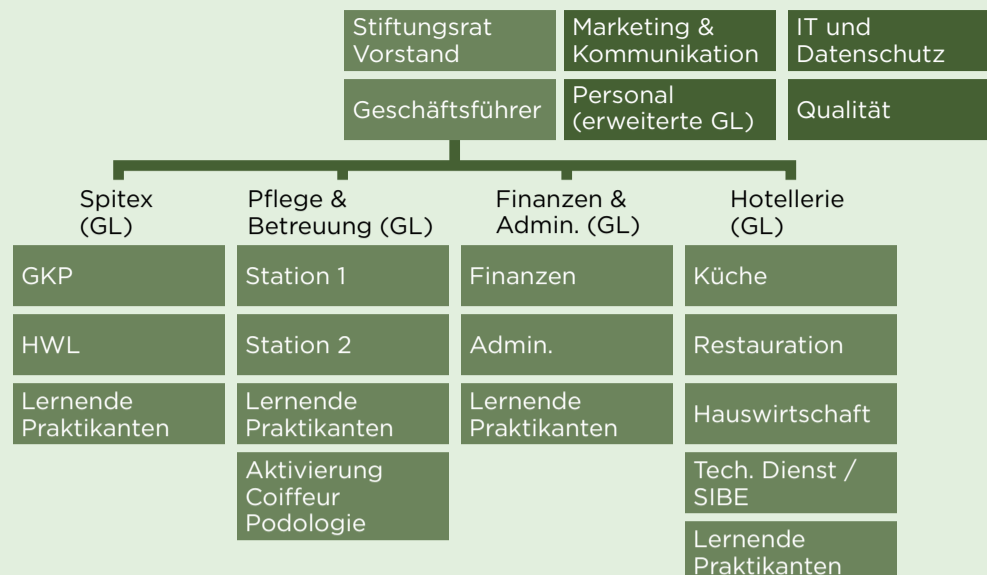 Stiftungsrat
Vorstand
Marketing &
Kommunikation
IT und
Datenschutz
Geschäftsführer
Personal
(erweiterte GL)
Qualität
Spitex
(GL)
Pflege &
Betreuung (GL)
Finanzen &
Admin. (GL)
Hotellerie
(GL)
GKP
Station 1
Finanzen
Küche
HWL
Station 2
Admin.
Restauration
Lernende
Praktikanten
Lernende
Praktikanten
Lernende
Praktikanten
Hauswirtschaft
Aktivierung
Coiffeur
Podologie
Tech. Dienst /
SIBE
Lernende
Praktikanten